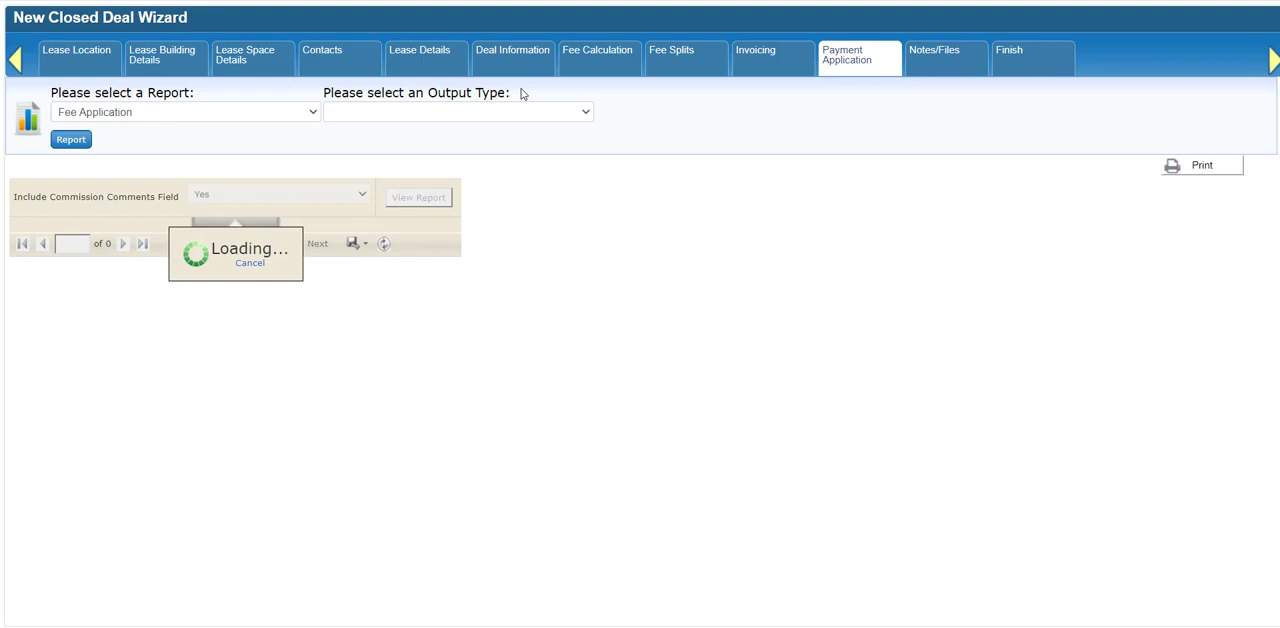 New Closed Deal Wizard
Lease Location
Lease Building
Details
Lease Space
Details
Contacts
Lease Details
Deal Information
Fee Calculation
Fee Splits
Invoicing
Payment
Application
Notes/Files
Finish
Please select a Report:
Please select an Output Type:
Fee Application
Report
Print
Include Commission Comments Field
Yes
View Report
of 0
Next
Loading...
Cancel